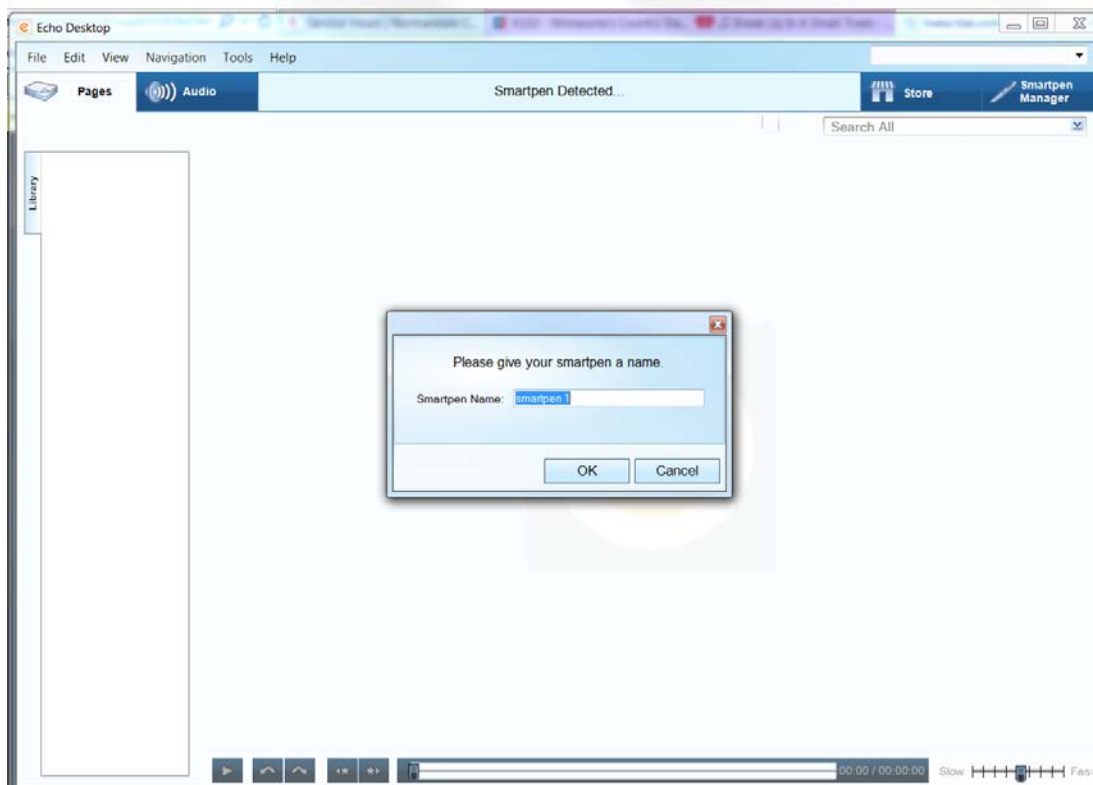 Echo Desktop
File Edit View Navigation Tools Help
Pages Audio Smartpen Detected... Store Smartpen Manager
Search All
Library
Please give your smartpen a name.
Smartpen Name: smartpen 1
OK Cancel
00:00 / 00:00:00 Slow Fas